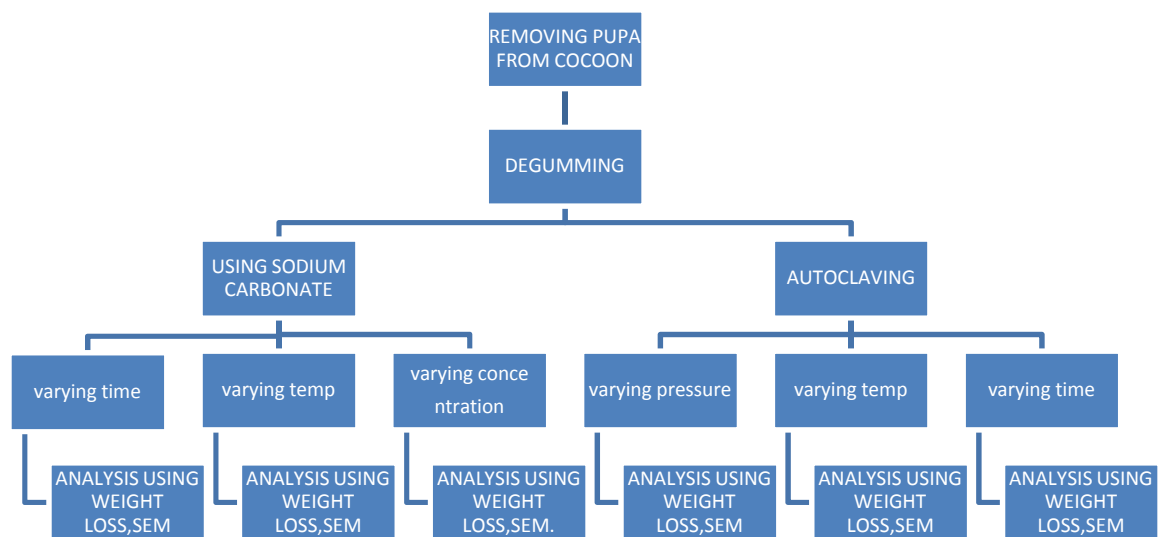 REMOVING PUPA
FROM COCOON
DEGUMMING
USING SODIUM
CARBONATE
AUTOCLAVING
varying time
varying temp
varying conce
ntration
varying pressure
varying temp
varying time
ANALYSIS USING
WEIGHT
LOSS,SEM
ANALYSIS USING
WEIGHT
LOSS,SEM
ANALYSIS USING
WEIGHT
LOSS,SEM.
ANALYSIS USING
WEIGHT
LOSS,SEM
ANALYSIS USING
WEIGHT
LOSS,SEM
ANALYSIS USING
WEIGHT
LOSS,SEM